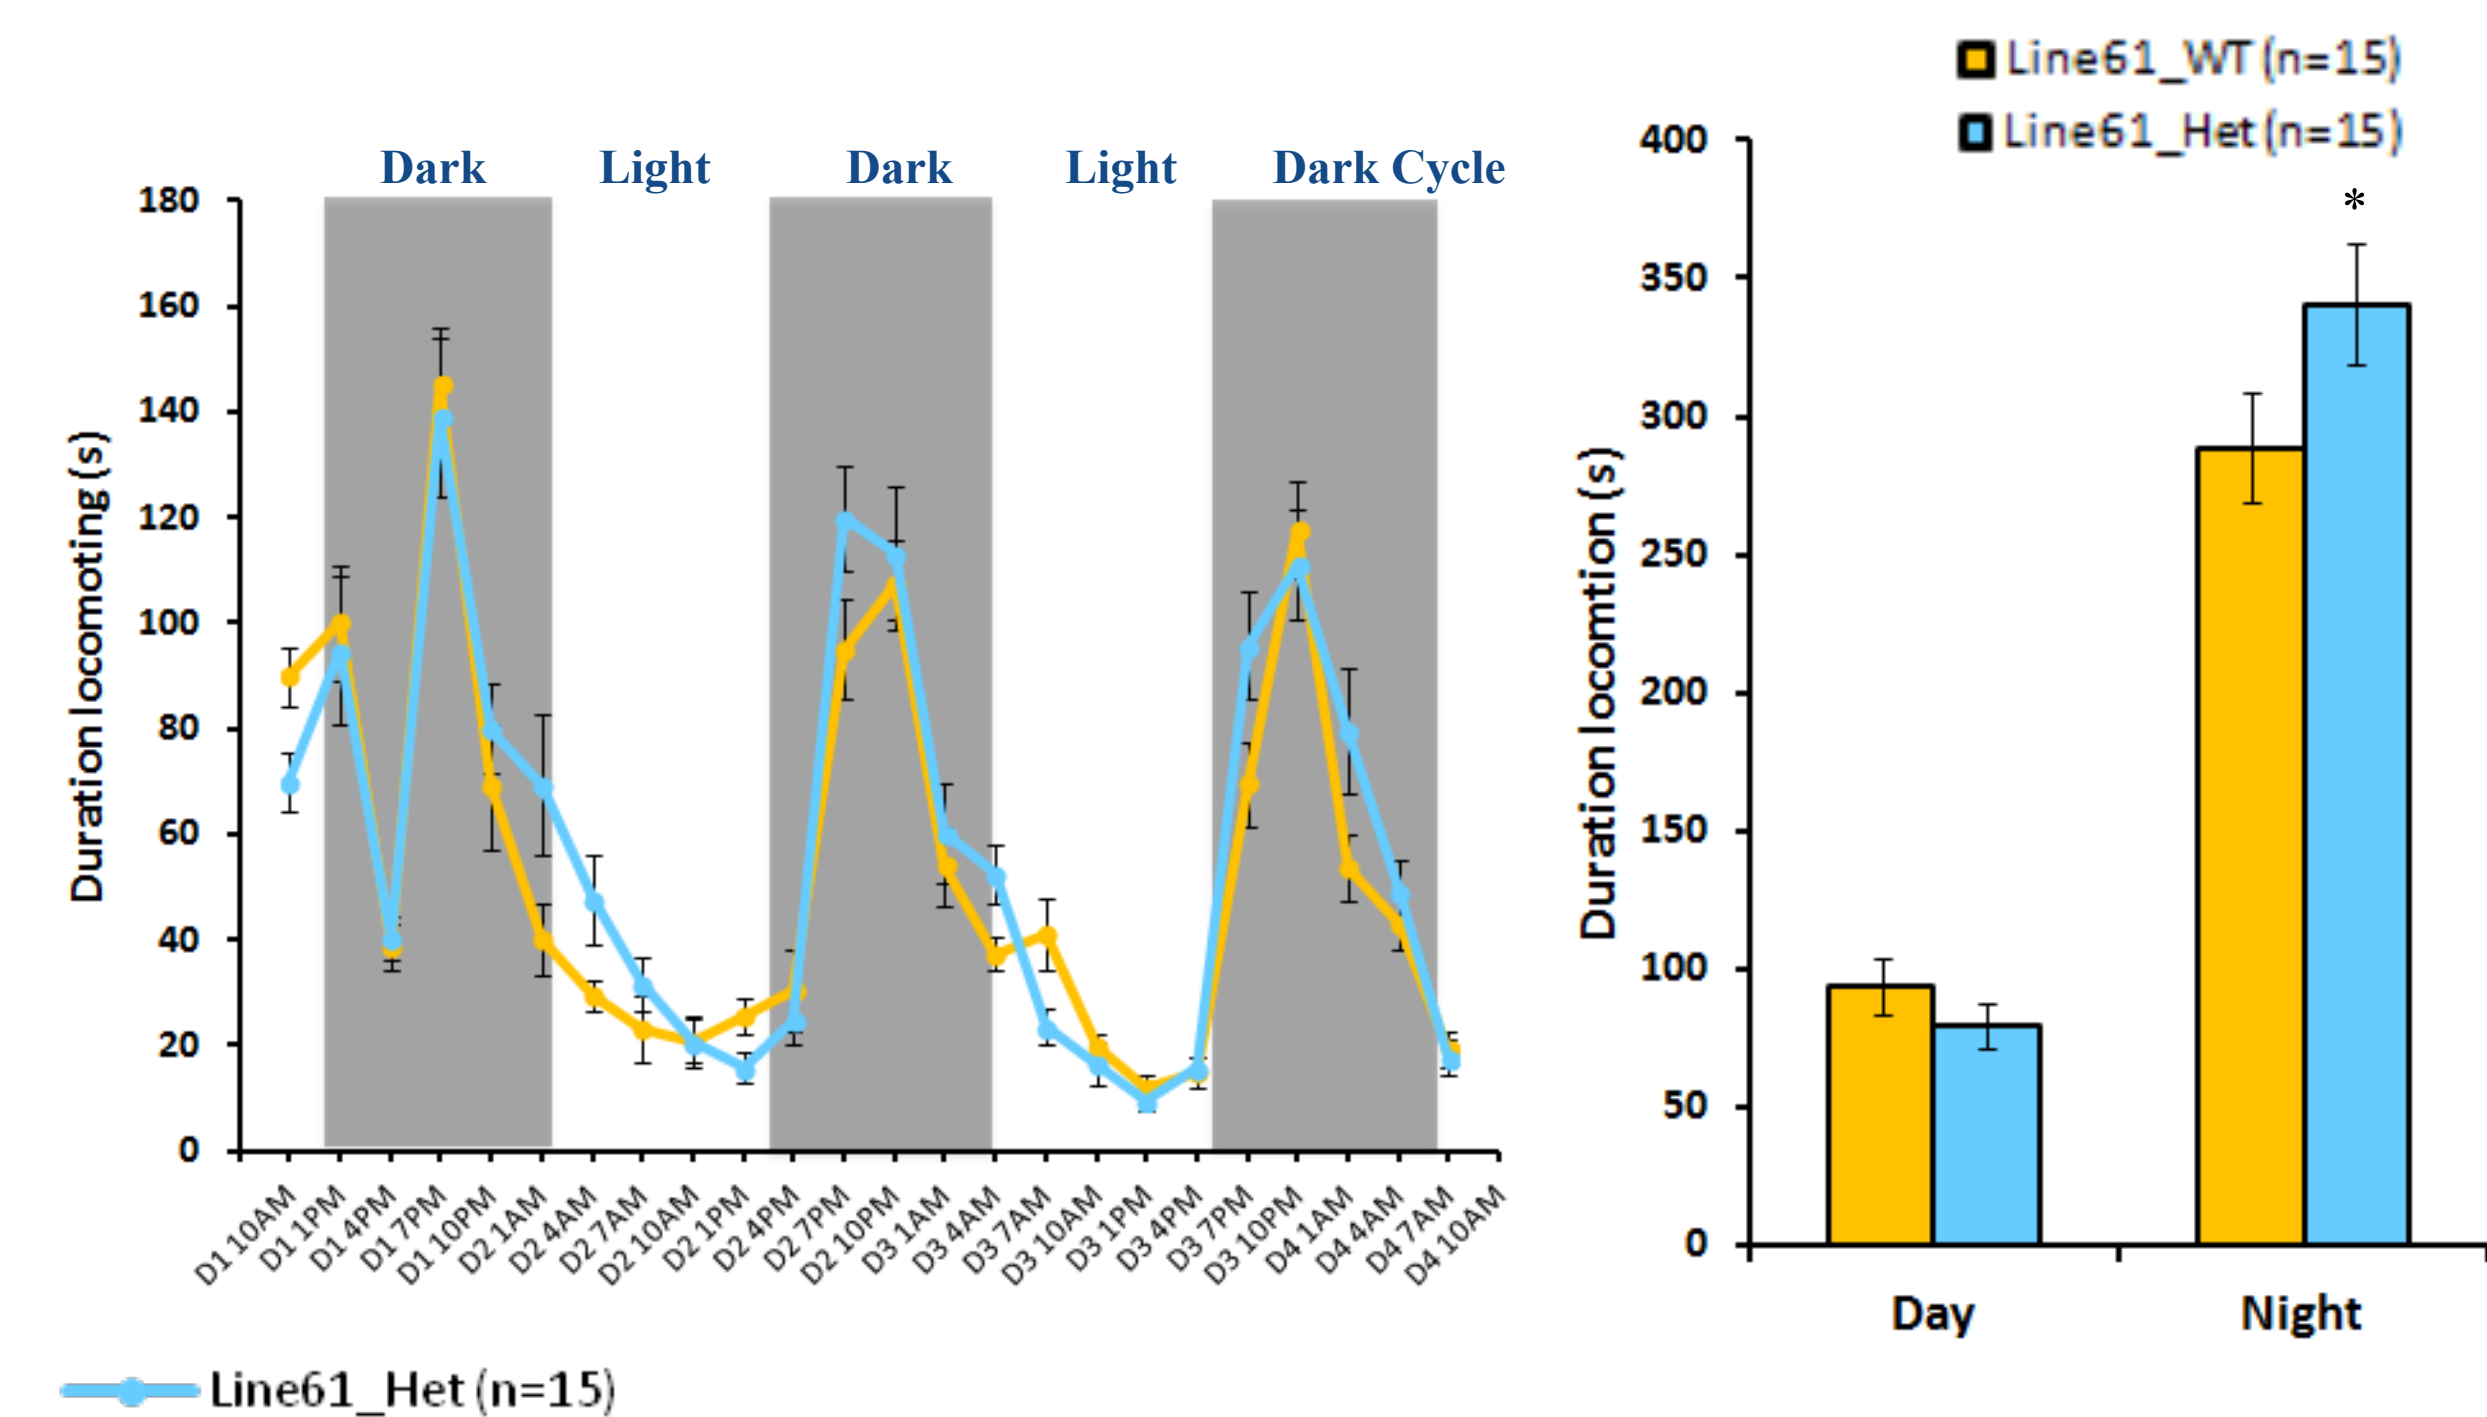 Line61_WT (n=15)
Line61_Het (n=15)
*
Dark
Light
Dark
Light
Dark Cycle
Duration locomoting (s)
180
160
140
120
100
80
60
40
20
0
D1 10AM
D1 1PM
D1 4PM
D1 7PM
D1 10PM
D2 1AM
D2 4AM
D2 7AM
D2 10AM
D2 1PM
D2 4PM
D2 7PM
D2 10PM
D3 1AM
D3 4AM
D3 7AM
D3 10AM
D3 1PM
D3 4PM
D3 7PM
D3 10PM
D4 1AM
D4 4AM
D4 7AM
D4 10AM
Line61_Het (n=15)
Duration locomtion (s)
400
350
300
250
200
150
100
50
0
Day
Night